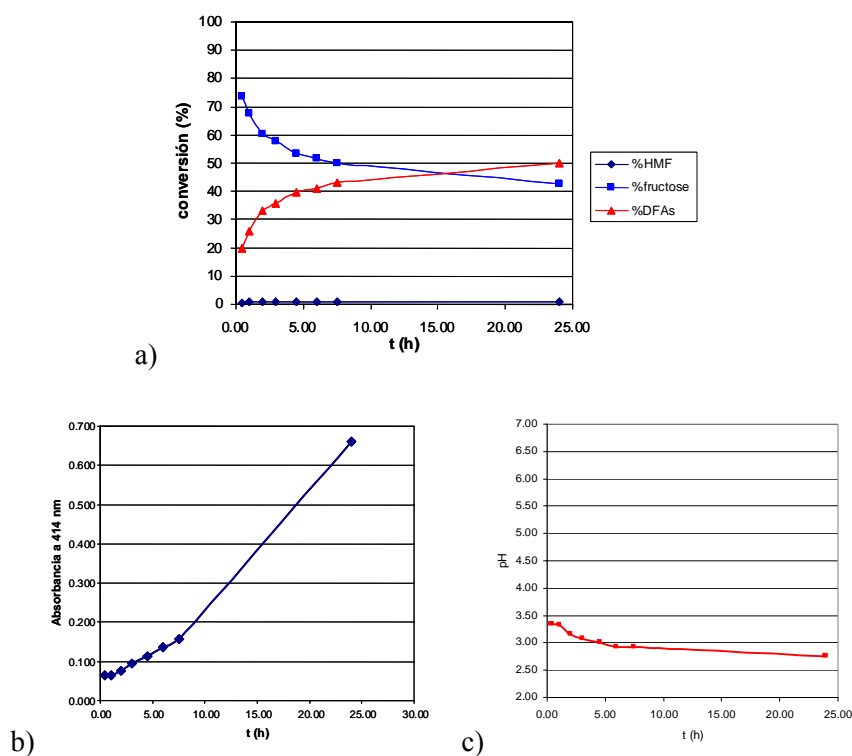 100
90
80
70
60
50
40
30
20
10
0
conversión (%)
0.00 5.00 10.00 15.00 20.00 25.00
t (h)
%HMF
%fructose
%DFAs
a)
0.700
0.600
0.500
0.400
0.300
0.200
0.100
0.000
Absorbancia a 414 nm
0.00 5.00 10.00 15.00 20.00 25.00 30.00
t (h)
b)
7.00
6.50
6.00
5.50
5.00
4.50
4.00
3.50
3.00
2.50
2.00
pH
0.00 5.00 10.00 15.00 20.00 25.00
t (h)
c)